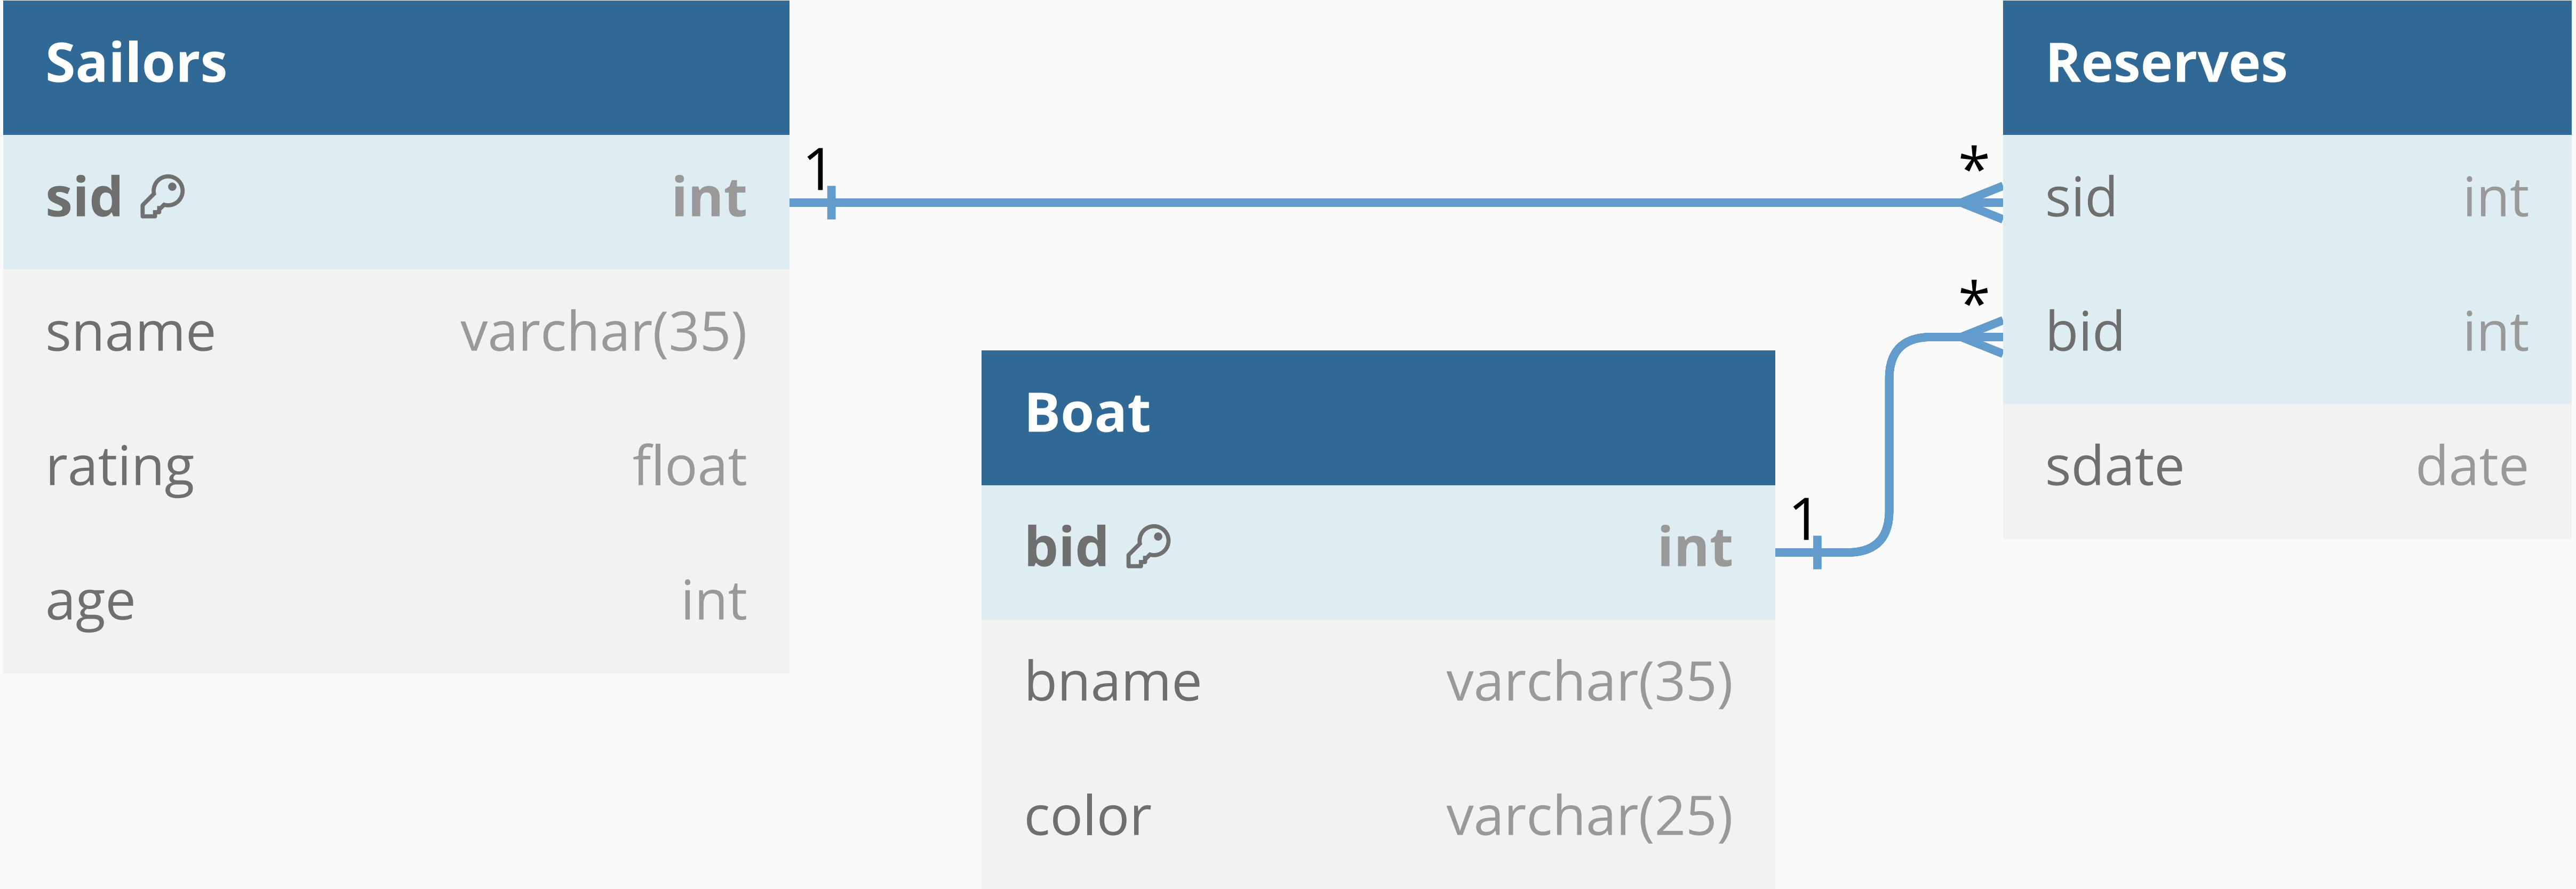 Sailors
sid int
sname varchar(35)
rating float
age int
1
*
Reserves
sid int
bid int
sdate date
*
1
Boat
bid int
bname varchar(35)
color varchar(25)